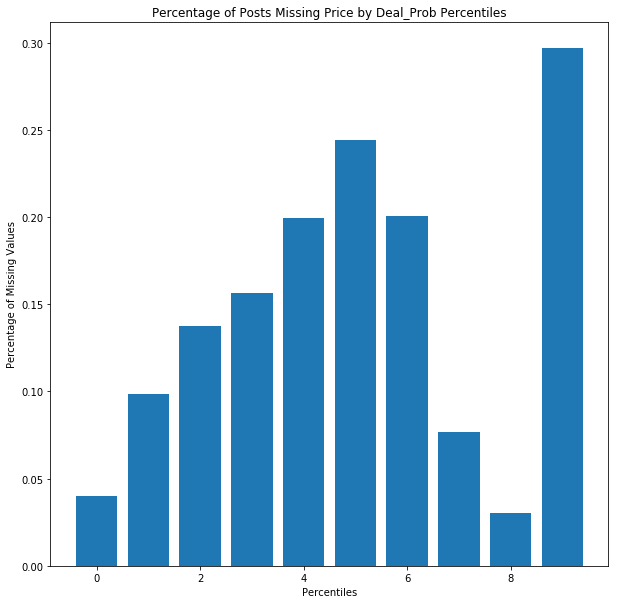 Percentage of Posts Missing Price by Deal_Prob Percentiles
Percentage of Missing Values
0.30
0.25
0.20
0.15
0.10
0.05
0.00
0 2 4 6 8
Percentiles